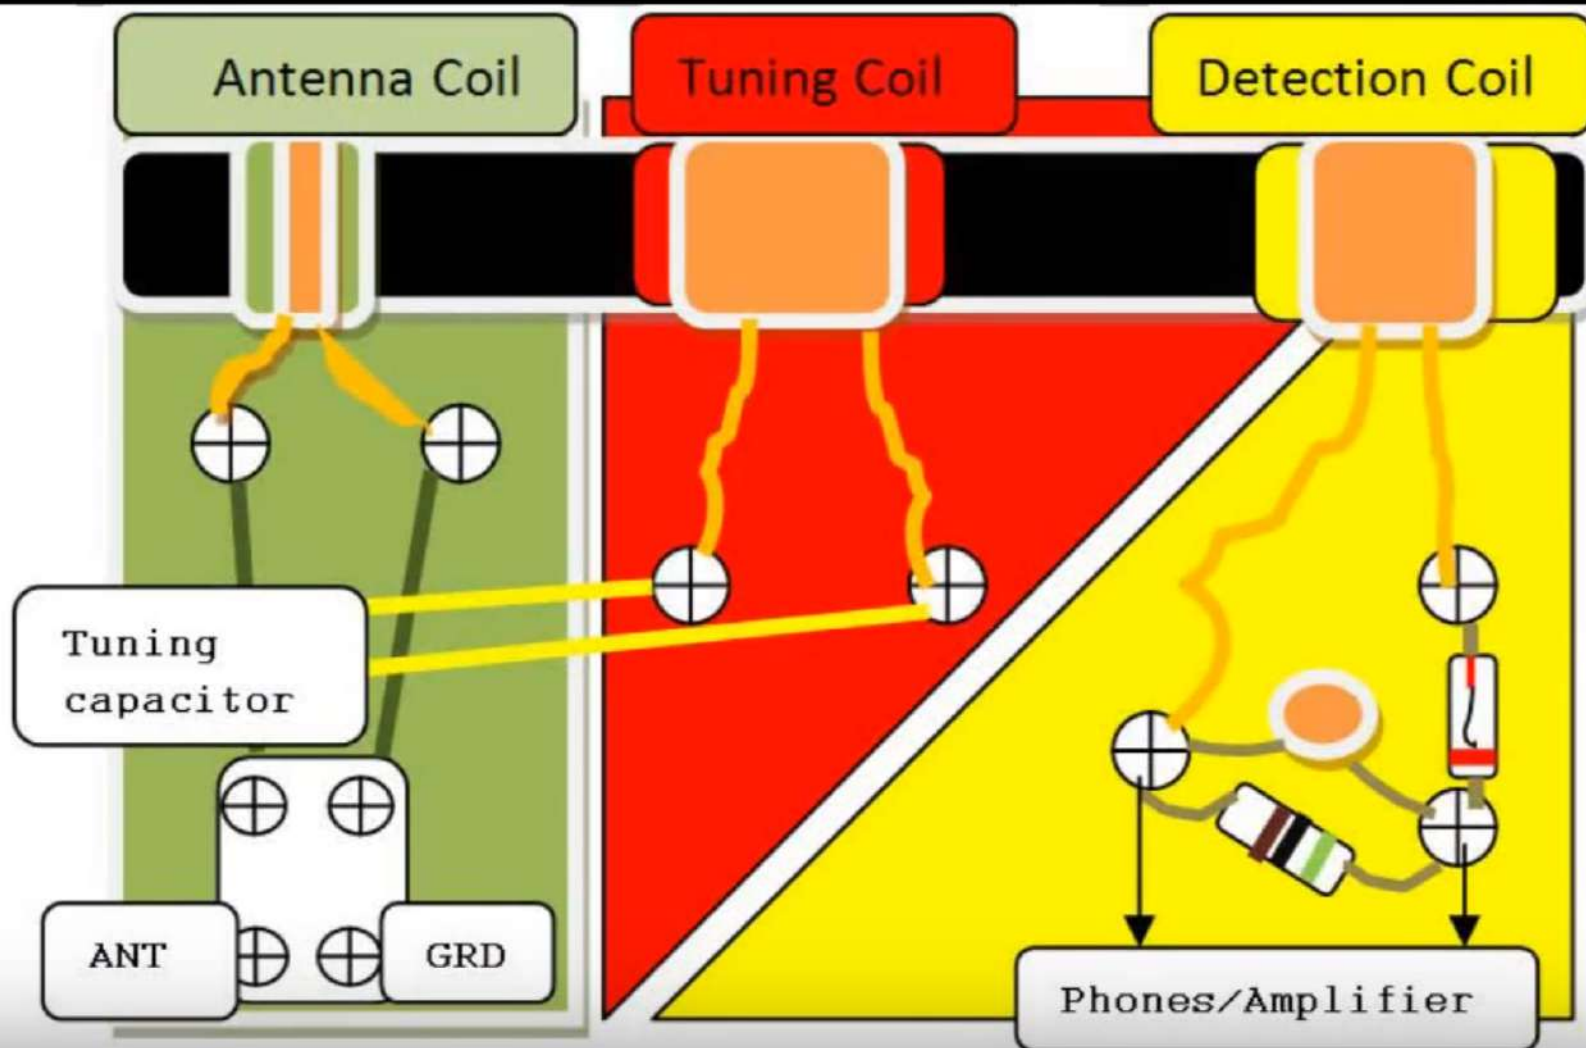 Antenna Coil
Tuning Coil
Detection Coil
Tuning
capacitor
ANT
GRD
Phones/Amplifier